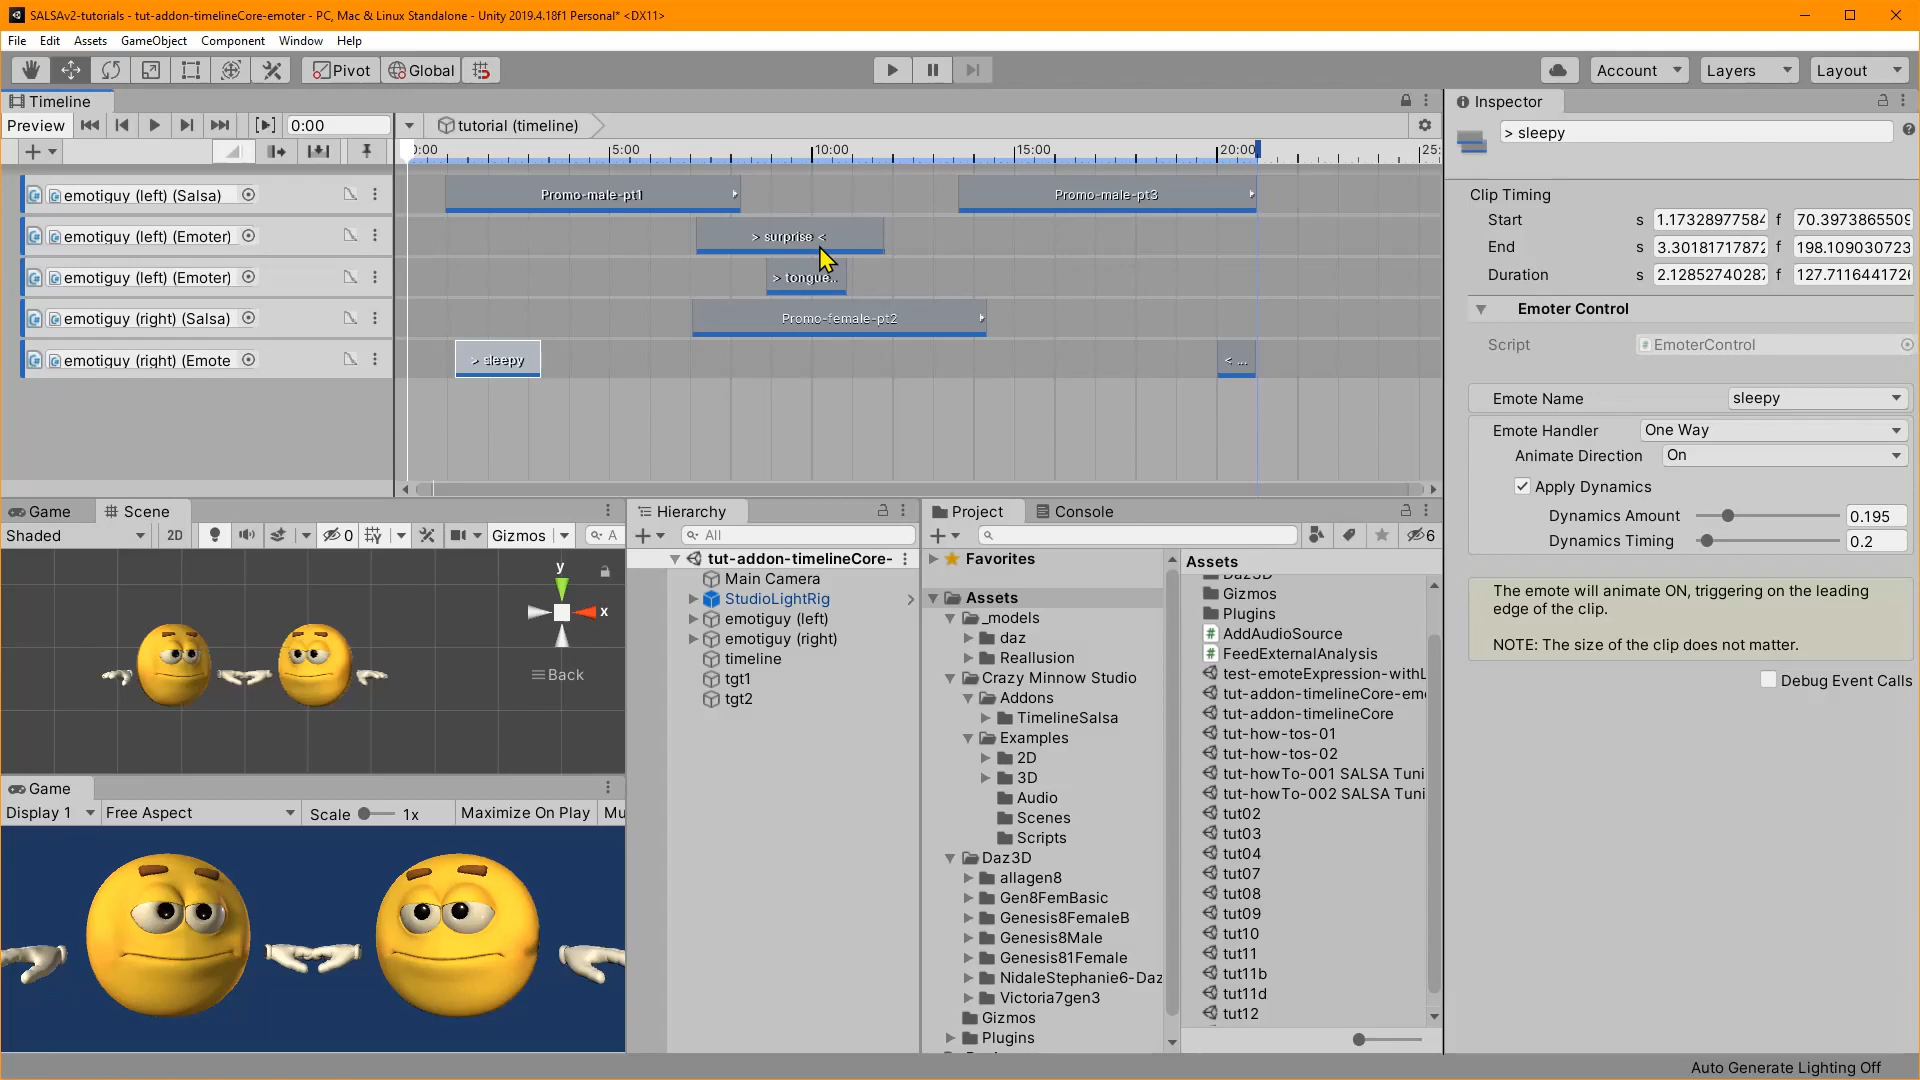 SALSAv2-tutorials - tut-addon-timelineCore-emoter - PC, Mac & Linux Standalone - Unity 2019.4.18f1 Personal* <DX11>
File Edit Assets GameObject Component Window Help
Pivot Global Account Layers Layout
Timeline
Preview 0:00 tutorial (timeline)
0:00 5:00 10:00 15:00 20:00 25:
emotiguy (left) (Salsa) Promo-male-pt1 Promo-male-pt3
emotiguy (left) (Emoter) > surprise <
emotiguy (left) (Emoter) > tongue..
emotiguy (right) (Salsa) Promo-female-pt2
emotiguy (right) (Emote > sleepy < ...
Inspector
> sleepy
Clip Timing
Start s 1.17328977584 f 70.3973865509
End s 3.30181717872 f 198.109030723
Duration s 2.12852740287 f 127.7116441726
Emoter Control
Script EmoterControl
Emote Name sleepy
Emote Handler One Way
Animate Direction On
Apply Dynamics
Dynamics Amount 0.195
Dynamics Timing 0.2
The emote will animate ON, triggering on the leading
edge of the clip.
NOTE: The size of the clip does not matter.
Debug Event Calls
Game Scene
Shaded 2D 0 Gizmos A
y
x
Back
Game
Display 1 Free Aspect Scale 1x Maximize On Play Mu
Hierarchy
All
tut-addon-timelineCore-
Main Camera
StudioLightRig
emotiguy (left)
emotiguy (right)
timeline
tgt1
tgt2
Project Console
6
Favorites
Assets
_models
daz
Reallusion
Crazy Minnow Studio
Addons
TimelineSalsa
Examples
2D
3D
Audio
Scenes
Scripts
Daz3D
allagen8
Gen8FemBasic
Genesis8FemaleB
Genesis8Male
Genesis81Female
NidaleStephanie6-Daz
Victoria7gen3
Gizmos
Plugins
Assets
Daz3D
Gizmos
Plugins
AddAudioSource
FeedExternalAnalysis
test-emoteExpression-withL
tut-addon-timelineCore-emo
tut-addon-timelineCore
tut-how-tos-01
tut-how-tos-02
tut-howTo-001 SALSA Tuni
tut-howTo-002 SALSA Tuni
tut02
tut03
tut04
tut07
tut08
tut09
tut10
tut11
tut11b
tut11d
tut12
Auto Generate Lighting Off